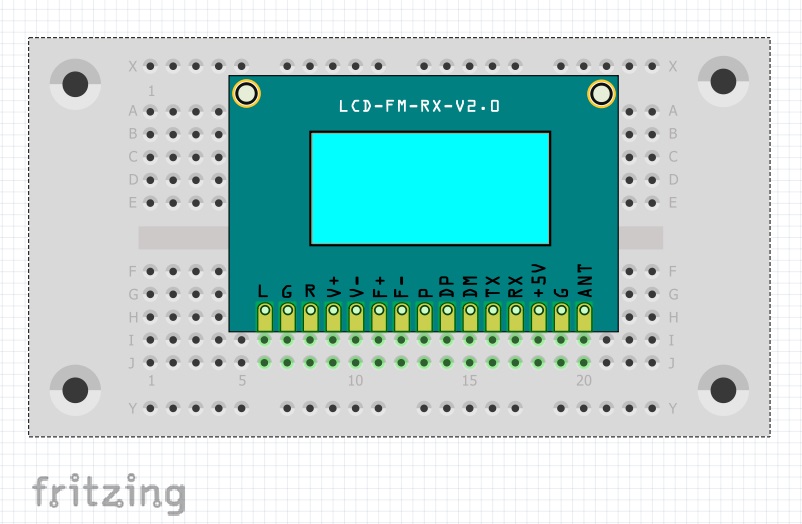 X X
1
LCD-FM-RX-V2.0
A A
B B
C C
D D
E E
F F
G G
H H
L G R V+ V- F+ F- P DP DM TX RX +5V G ANT
I I
J J
1 5 10 15 20
Y Y
fritzing